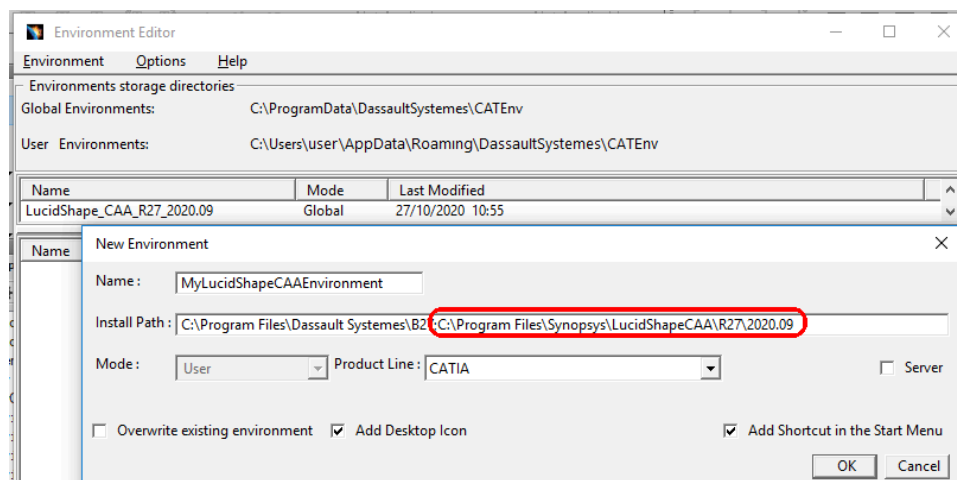 Environment Editor
Environment Options Help
Environments storage directories
Global Environments: C:\ProgramData\DassaultSystemes\CATEnv
User Environments: C:\Users\user\AppData\Roaming\DassaultSystemes\CATEnv
Name Mode Last Modified
LucidShape_CAA_R27_2020.09 Global 27/10/2020 10:55
Name
New Environment
Name: MyLucidShapeCAAEnvironment
Install Path: C:\Program Files\Dassault Systemes\B27;C:\Program Files\Synopsys\LucidShapeCAA\R27\2020.09
Mode: User Product Line: CATIA Server
Overwrite existing environment Add Desktop Icon Add Shortcut in the Start Menu
OK Cancel